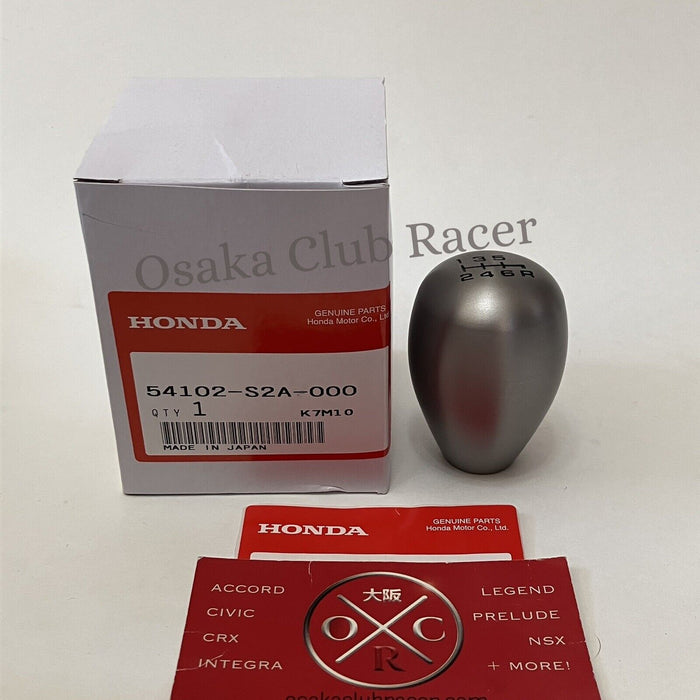 Osaka Club Racer
HONDA
GENUINE PARTS
Honda Motor Co.,
54102-S2A-000
QTY 1 K7M10
MADE IN JAPAN
1 3 5
2 4 6 R
HONDA
GENUINE PARTS
Honda Motor Co., Ltd.
ACCORD
CIVIC
CRX
INTEGRA
大阪
O C
R
LEGEND
PRELUDE
NSX
+ MORE!
osakaclubracer.com